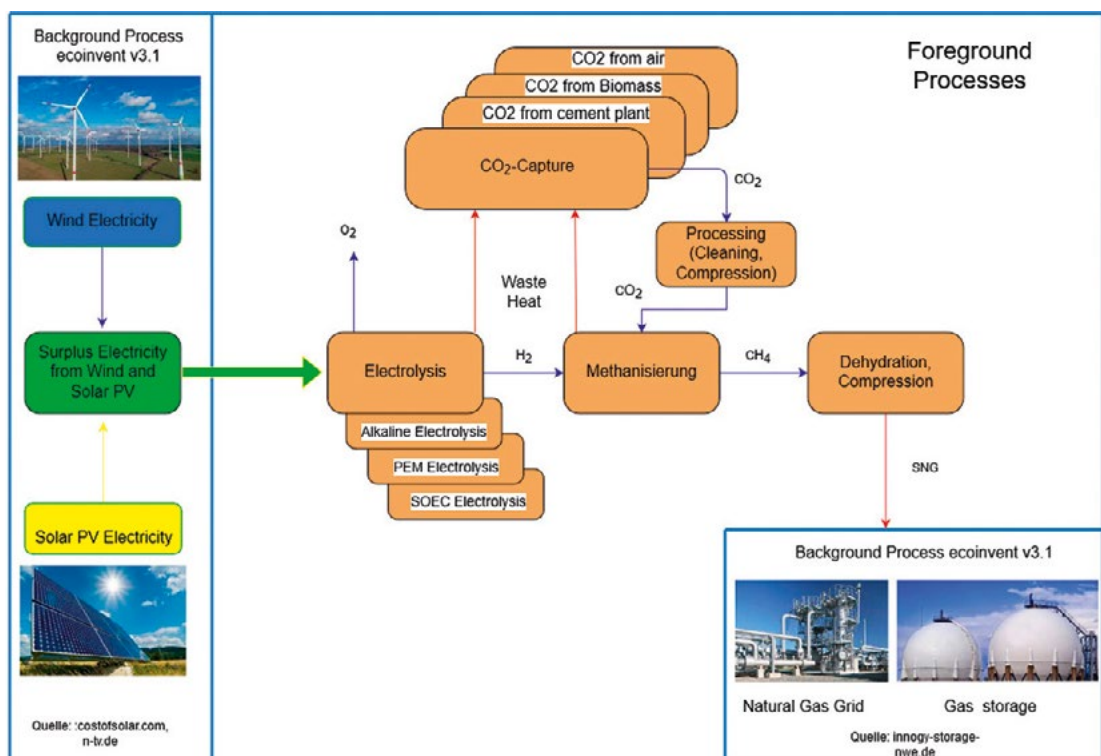 Background Process
ecoinvent v3.1
Wind Electricity
Surplus Electricity
from Wind and
Solar PV
Solar PV Electricity
Quelle: :costofsolar.com,
n-tv.de
Foreground
Processes
CO2 from air
CO2 from Biomass
CO2 from cement plant
CO₂-Capture
CO₂
Processing
(Cleaning,
Compression)
CO₂
O₂
Waste
Heat
Electrolysis
H₂
Methanisierung
CH₄
Dehydration,
Compression
Alkaline Electrolysis
PEM Electrolysis
SOEC Electrolysis
SNG
Background Process ecoinvent v3.1
Natural Gas Grid
Gas storage
Quelle: innogy-storage-
nwe.de